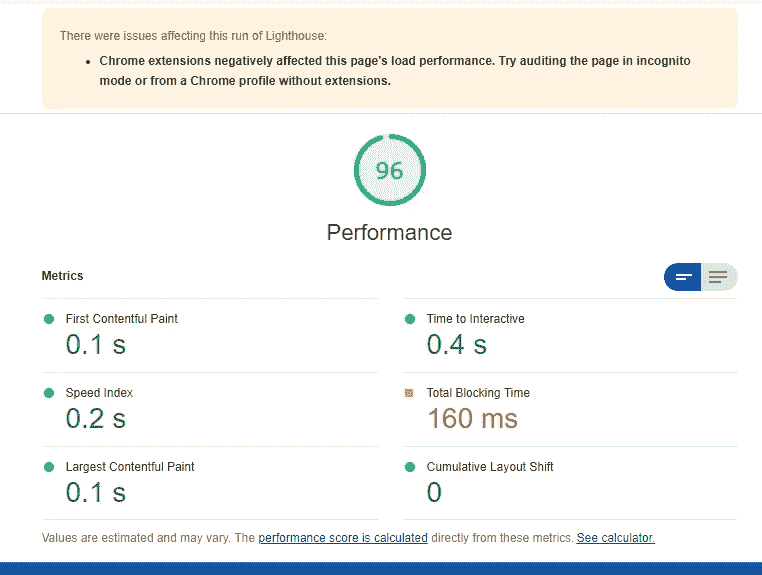 There were issues affecting this run of Lighthouse:
• Chrome extensions negatively affected this page's load performance. Try auditing the page in incognito
mode or from a Chrome profile without extensions.
96
Performance
Metrics
First Contentful Paint
0.1 s
Time to Interactive
0.4 s
Speed Index
0.2 s
Total Blocking Time
160 ms
Largest Contentful Paint
0.1 s
Cumulative Layout Shift
0
Values are estimated and may vary. The performance score is calculated directly from these metrics. See calculator.